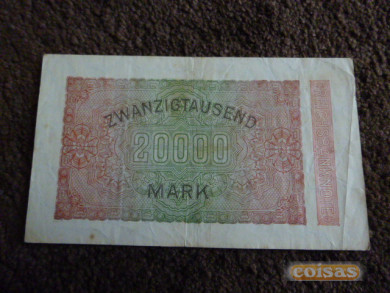 ZWANZIGTAUSEND
20000
MARK
coisas